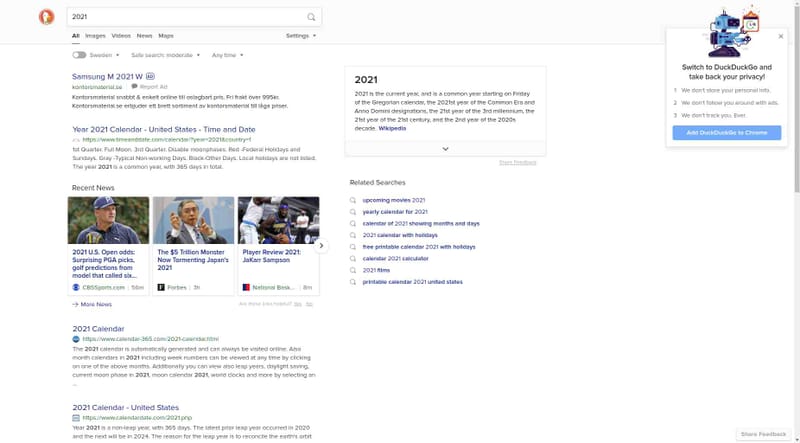 2021
All Images Videos News Maps Settings
Sweden Safe search: moderate Any time
Samsung M 2021 W AD
kontorsmaterial.se Report Ad
Kontorsmaterial snabbt & enkelt online till oslagbart pris. Fri frakt över 995kr.
Kontorsmaterial.se erbjuder ett brett sortiment av kontorsmaterial till låga priser.
Year 2021 Calendar - United States - Time and Date
https://www.timeanddate.com/calendar/?year=2021&country=1
1st Quarter. Full Moon. 3rd Quarter. Disable moonphases. Red -Federal Holidays and
Sundays. Gray -Typical Non-working Days. Black-Other Days. Local holidays are not listed.
The year 2021 is a common year, with 365 days in total.
Recent News
2021 U.S. Open odds:
Surprising PGA picks,
golf predictions from
model that called six...
CBSSports.com | 56m
The $5 Trillion Monster
Now Tormenting Japan's
2021
Forbes | 3h
Player Review 2021:
JaKarr Sampson
National Bask... | 8m
More News
Are these links helpful? Yes No
2021 Calendar
https://www.calendar-365.com/2021-calendar.html
The 2021 calendar is automatically generated and can always be visited online. Also
month calendars in 2021 including week numbers can be viewed at any time by clicking
on one of the above months. Additionally you can view also leap years, daylight saving,
current moon phase in 2021, moon calendar 2021, world clocks and more by selecting an
...
2021 Calendar - United States
https://www.calendardate.com/2021.php
Year 2021 is a non-leap year, with 365 days. The latest prior leap year occurred in 2020
and the next will be in 2024. The reason for the leap year is to reconcile the earth's orbit
2021
2021 is the current year, and is a common year starting on Friday
of the Gregorian calendar, the 2021st year of the Common Era and
Anno Domini designations, the 21st year of the 3rd millennium, the
21st year of the 21st century, and the 2nd year of the 2020s
decade. Wikipedia
Share Feedback
Related Searches
upcoming movies 2021
yearly calendar for 2021
calendar of 2021 showing months and days
2021 calendar with holidays
free printable calendar 2021 with holidays
calendar 2021 calculator
2021 films
printable calendar 2021 united states
Switch to DuckDuckGo and
take back your privacy!
1 We don't store your personal info.
2 We don't follow you around with ads.
3 We don't track you. Ever.
Add DuckDuckGo to Chrome
Share Feedback